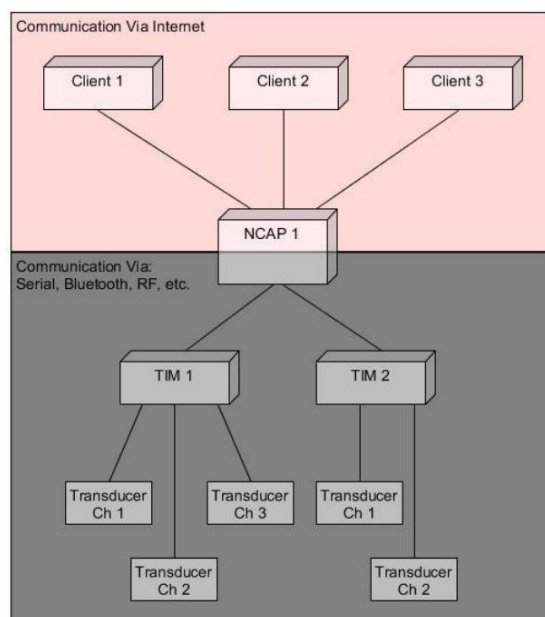 Communication Via Internet
Client 1
Client 2
Client 3
NCAP 1
Communication Via:
Serial, Bluetooth, RF, etc.
TIM 1
TIM 2
Transducer
Ch 1
Transducer
Ch 3
Transducer
Ch 1
Transducer
Ch 2
Transducer
Ch 2